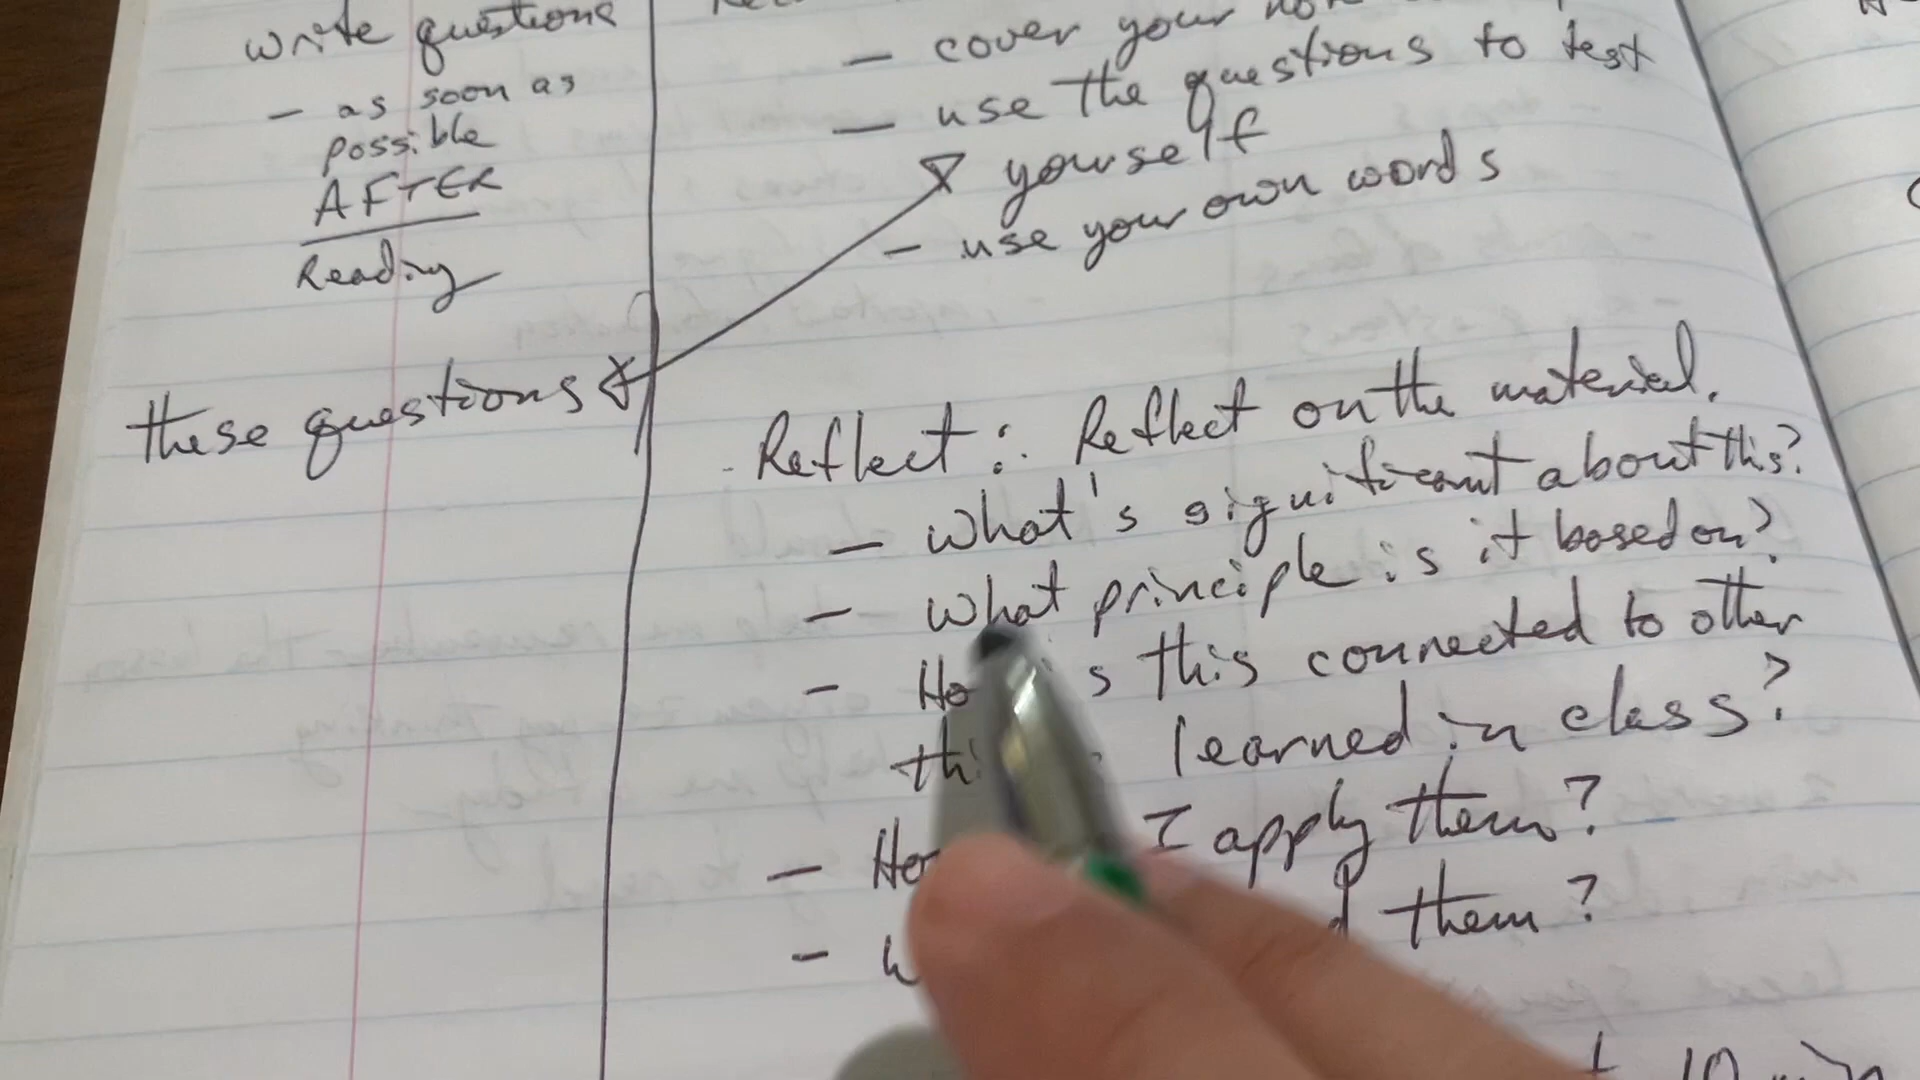 write questions
- as soon as
possible
AFTER
Reading
these questions
- cover your
- use the questions to test
yourself
- use your own words
Reflect: Reflect on the material.
- what's significant about this?
- what principle is it based on?
- this connected to other
learned in class?
- I apply them?
- them?
10 min